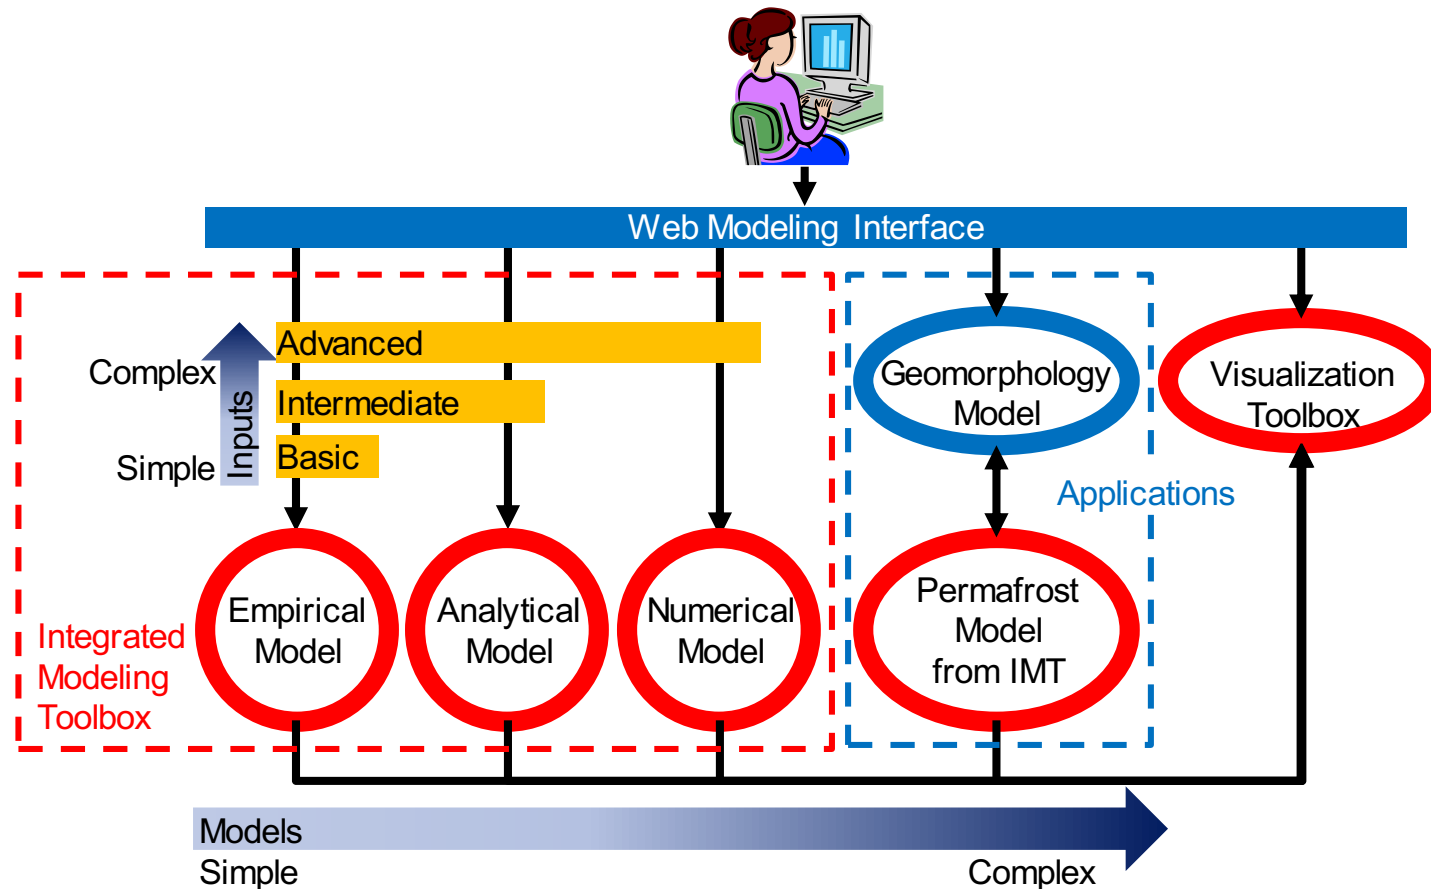 Web Modeling Interface
Advanced
Complex
Intermediate
Inputs
Simple
Basic
Geomorphology
Model
Visualization
Toolbox
Applications
Integrated
Modeling
Toolbox
Empirical
Model
Analytical
Model
Numerical
Model
Permafrost
Model
from IMT
Models
Simple
Complex